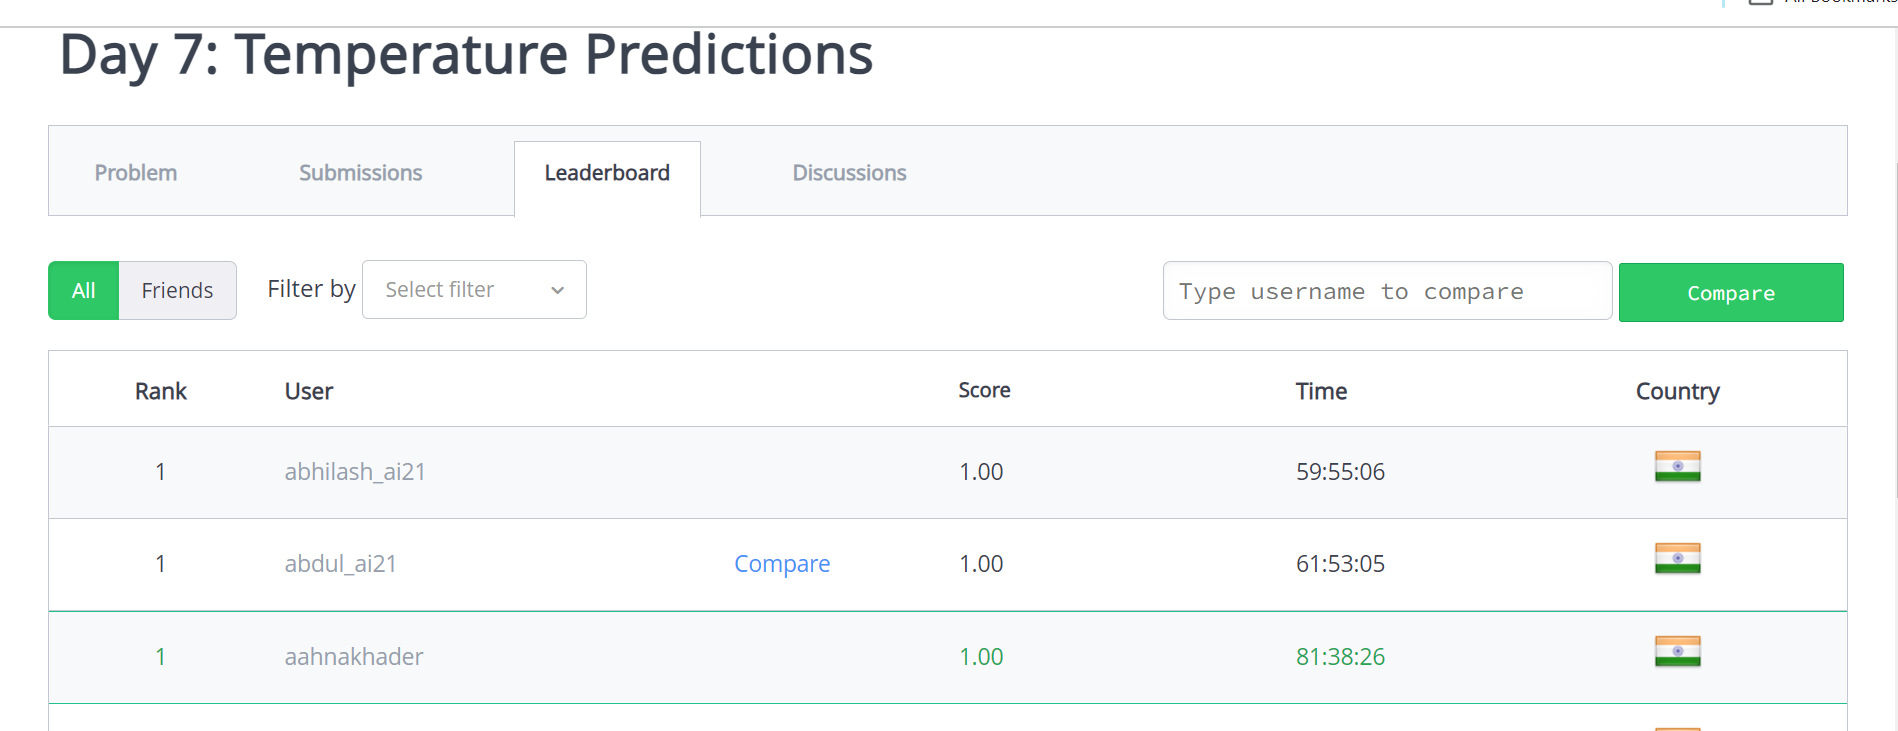 Day 7: Temperature Predictions
Problem Submissions Leaderboard Discussions
All Friends Filter by Select filter Type username to compare Compare
Rank User Score Time Country
1 abhilash_ai21 1.00 59:55:06
1 abdul_ai21 Compare 1.00 61:53:05
1 aahnakhader 1.00 81:38:26